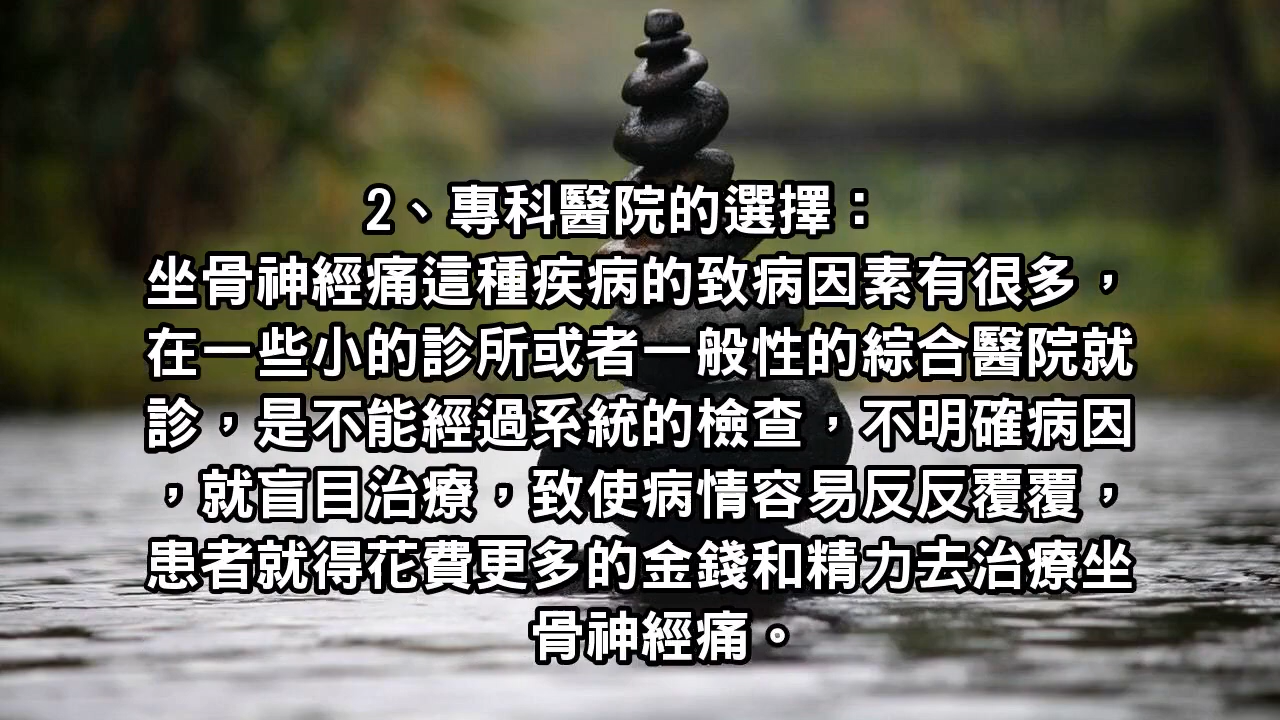 2、專科醫院的選擇：
坐骨神經痛這種疾病的致病因素有很多，
在一些小的診所或者一般性的綜合醫院就
診，是不能經過系統的檢查，不明確病因
，就盲目治療，致使病情容易反反覆覆，
患者就得花費更多的金錢和精力去治療坐
骨神經痛。